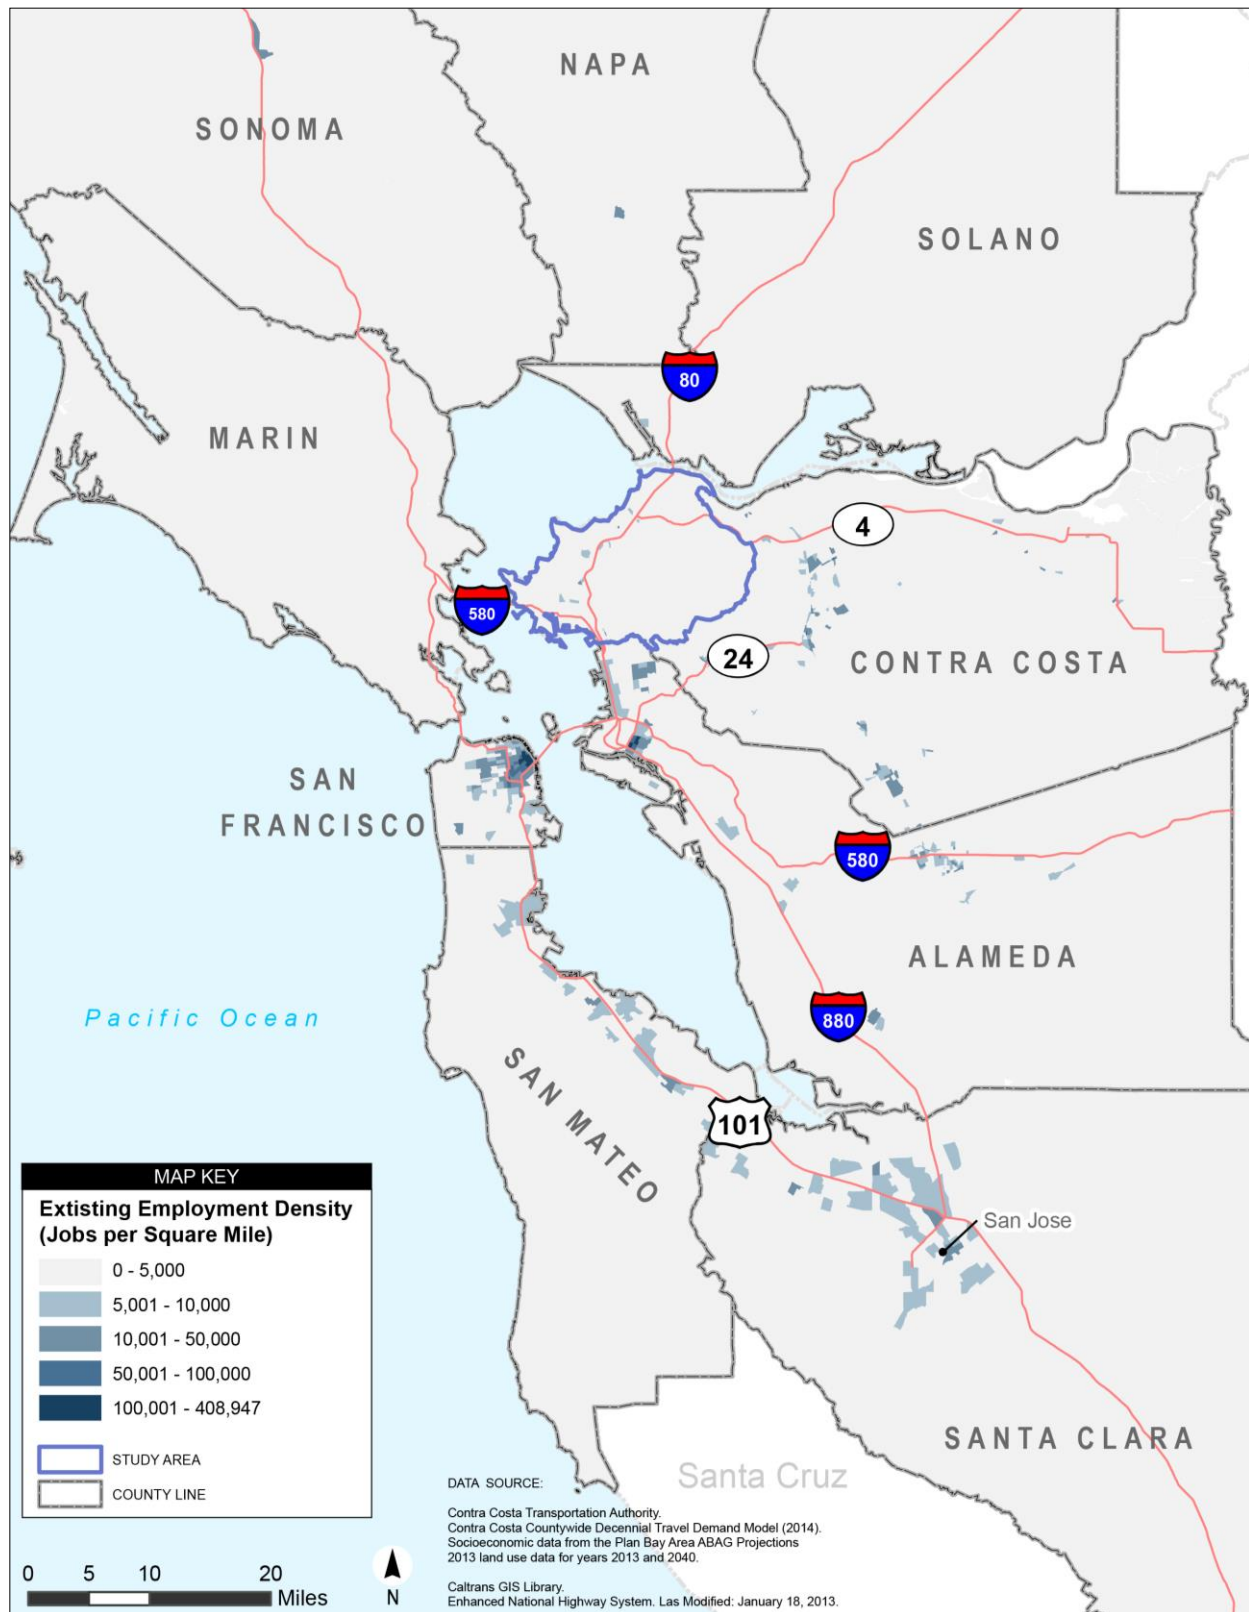 NAPA
SONOMA
SOLANO
80
MARIN
4
580
24
CONTRA COSTA
SAN
FRANCISCO
580
ALAMEDA
Pacific Ocean
880
SAN MATEO
101
San Jose
SANTA CLARA
Santa Cruz
MAP KEY
Extisting Employment Density
(Jobs per Square Mile)
0 - 5,000
5,001 - 10,000
10,001 - 50,000
50,001 - 100,000
100,001 - 408,947
STUDY AREA
COUNTY LINE
0 5 10 20
Miles
N
DATA SOURCE:
Contra Costa Transportation Authority.
Contra Costa Countywide Decennial Travel Demand Model (2014).
Socioeconomic data from the Plan Bay Area ABAG Projections
2013 land use data for years 2013 and 2040.
Caltrans GIS Library.
Enhanced National Highway System. Las Modified: January 18, 2013.